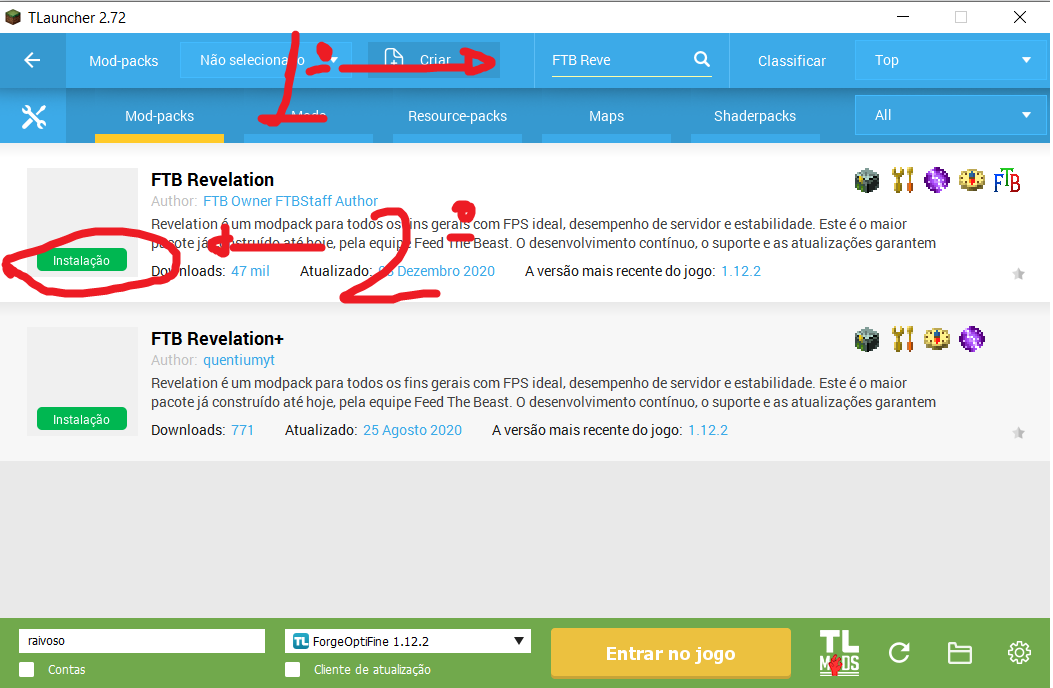 TLauncher 2.72
Mod-packs Não selecionado Criar FTB Reve Classificar Top
1º
Mod-packs Mods Resource-packs Maps Shaderpacks All
FTB Revelation
FTB
Author: FTB Owner FTBStaff Author
Revelation é um modpack para todos os fins gerais com FPS ideal, desempenho de servidor e estabilidade. Este é o maior
pacote já construído até hoje, pela equipe Feed The Beast. O desenvolvimento contínuo, o suporte e as atualizações garantem
2º
Instalação
Downloads: 47 mil Atualizado: Dezembro 2020 A versão mais recente do jogo: 1.12.2
FTB Revelation+
Author: quentiumyt
Revelation é um modpack para todos os fins gerais com FPS ideal, desempenho de servidor e estabilidade. Este é o maior
pacote já construído até hoje, pela equipe Feed The Beast. O desenvolvimento contínuo, o suporte e as atualizações garantem
Instalação
Downloads: 771 Atualizado: 25 Agosto 2020 A versão mais recente do jogo: 1.12.2
raivoso TL ForgeOptiFine 1.12.2 Entrar no jogo TL MODS
Contas Cliente de atualização